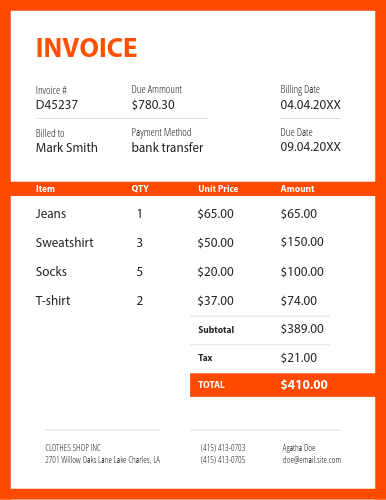 INVOICE
Invoice # Due Ammount Billing Date
D45237 $780.30 04.04.20XX
Billed to Payment Method Due Date
Mark Smith bank transfer 09.04.20XX
Item QTY Unit Price Amount
Jeans 1 $65.00 $65.00
Sweatshirt 3 $50.00 $150.00
Socks 5 $20.00 $100.00
T-shirt 2 $37.00 $74.00
Subtotal $389.00
Tax $21.00
TOTAL $410.00
CLOTHES SHOP INC (415) 413-0703 Agatha Doe
2701 Willow Oaks Lane Lake Charles, LA (415) 413-0705 doe@email.site.com